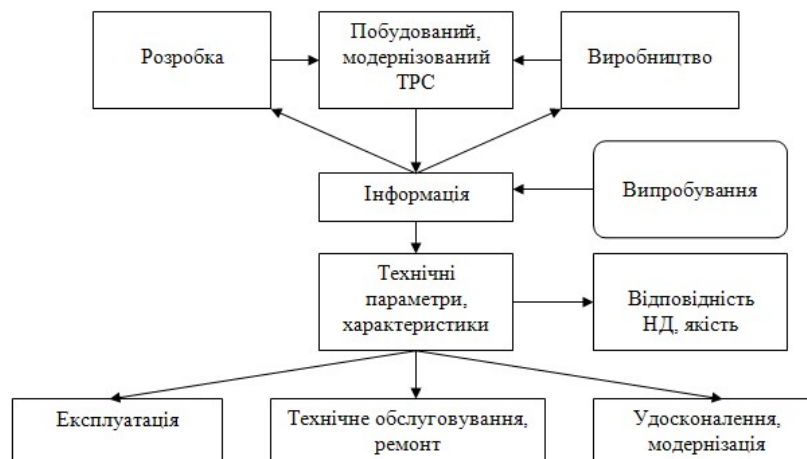 Розробка
Побудований,
модернізований
ТРС
Виробництво
Інформація
Випробування
Технічні
параметри,
характеристики
Відповідність
НД, якість
Експлуатація
Технічне обслуговування,
ремонт
Удосконалення,
модернізація